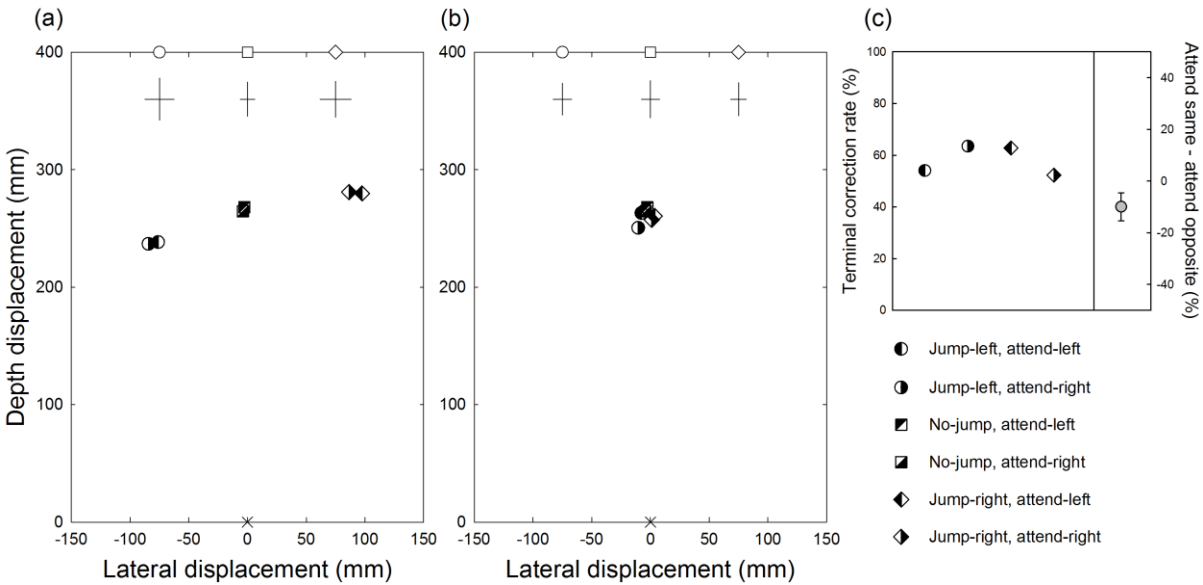 (a)
(b)
(c)
Depth displacement (mm)
400
300
200
100
0
-150
-100
-50
0
50
100
150
Lateral displacement (mm)
400
300
200
100
0
-150
-100
-50
0
50
100
150
Lateral displacement (mm)
Terminal correction rate (%)
100
80
60
40
20
0
40
20
0
-20
-40
Attend same - attend opposite (%)
Jump-left, attend-left
Jump-left, attend-right
No-jump, attend-left
No-jump, attend-right
Jump-right, attend-left
Jump-right, attend-right